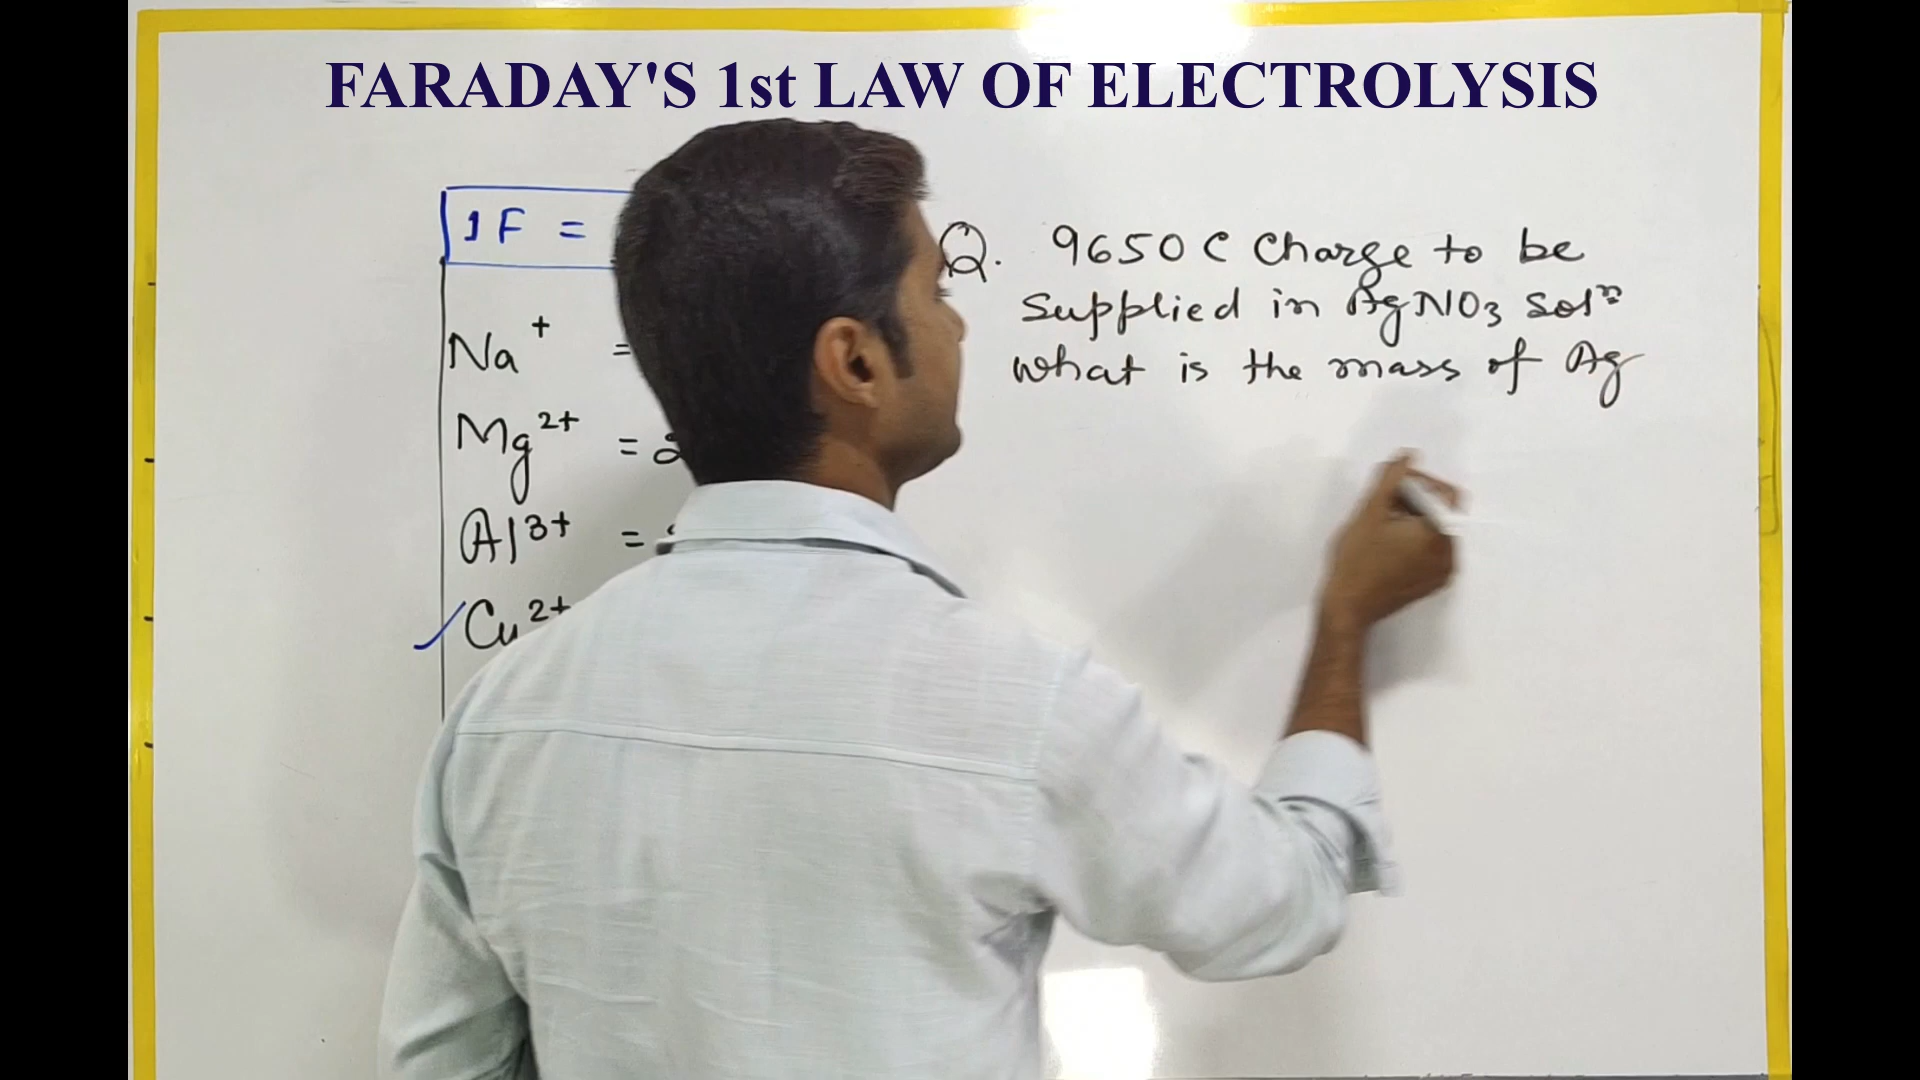 FARADAY'S 1st LAW OF ELECTROLYSIS
1F =
Na⁺ =
Mg²⁺ = 2
Al³⁺ =
Cu²⁺
Q. 9650 C Charge to be
Supplied in AgNO₃ Solⁿ
What is the mass of Ag